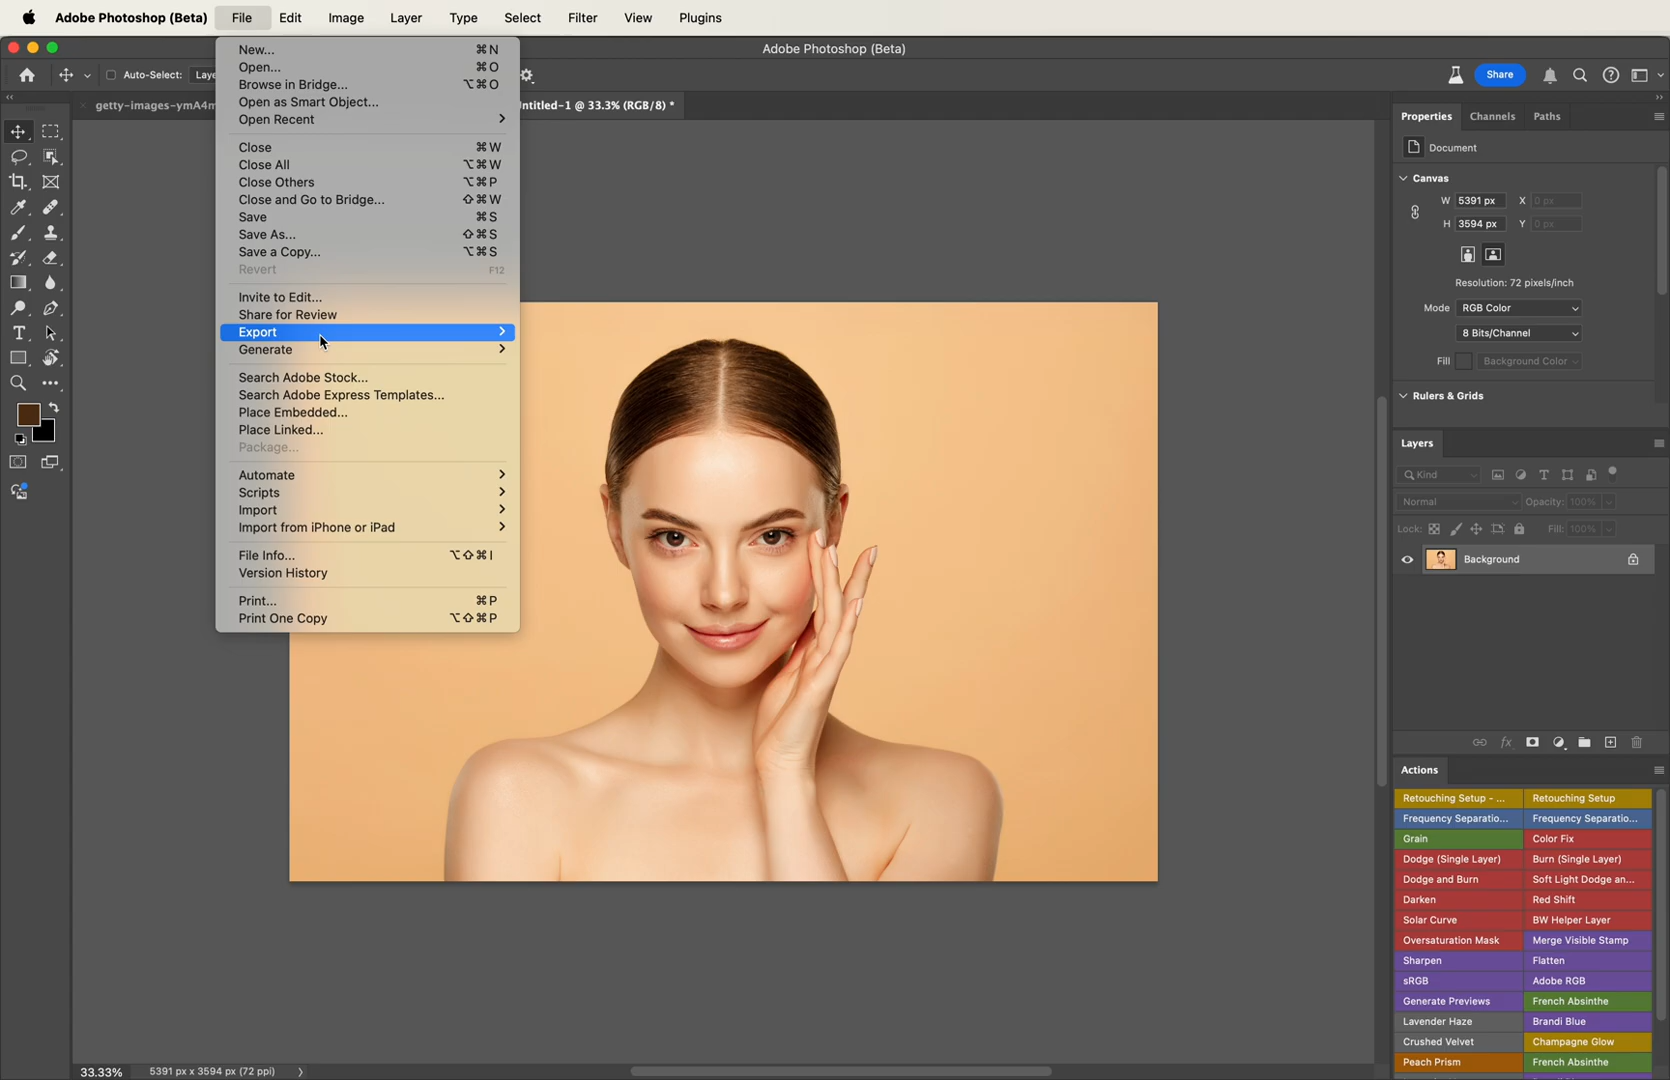 Adobe Photoshop (Beta) File Edit Image Layer Type Select Filter View Plugins
Adobe Photoshop (Beta)
Auto-Select: Laye
Share
getty-images-ymA4m
ntitled-1 @ 33.3% (RGB/8) *
New... ⌘N
Open... ⌘O
Browse in Bridge... ⌥⌘O
Open as Smart Object...
Open Recent >
Close ⌘W
Close All ⌥⌘W
Close Others ⌥⌘P
Close and Go to Bridge... ⇧⌘W
Save ⌘S
Save As... ⇧⌘S
Save a Copy... ⌥⌘S
Revert F12
Invite to Edit...
Share for Review
Export >
Generate >
Search Adobe Stock...
Search Adobe Express Templates...
Place Embedded...
Place Linked...
Package...
Automate >
Scripts >
Import >
Import from iPhone or iPad >
File Info... ⌥⇧⌘I
Version History
Print... ⌘P
Print One Copy ⌥⇧⌘P
Properties Channels Paths
Document
Canvas
W 5391 px X 0 px
H 3594 px Y 0 px
Resolution: 72 pixels/inch
Mode RGB Color
8 Bits/Channel
Fill Background Color
Rulers & Grids
Layers
Kind
Normal Opacity: 100%
Lock: Fill: 100%
Background
Actions
Retouching Setup - ... Retouching Setup
Frequency Separatio... Frequency Separatio...
Grain Color Fix
Dodge (Single Layer) Burn (Single Layer)
Dodge and Burn Soft Light Dodge an...
Darken Red Shift
Solar Curve BW Helper Layer
Oversaturation Mask Merge Visible Stamp
Sharpen Flatten
sRGB Adobe RGB
Generate Previews French Absinthe
Lavender Haze Brandi Blue
Crushed Velvet Champagne Glow
Peach Prism French Absinthe
33.33% 5391 px x 3594 px (72 ppi) >